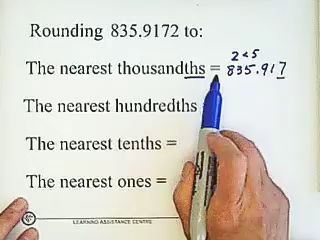 Rounding 835.9172 to:
2 < 5
The nearest thousandths = 835.917
The nearest hundredths
The nearest tenths =
The nearest ones =
LEARNING ASSISTANCE CENTRE